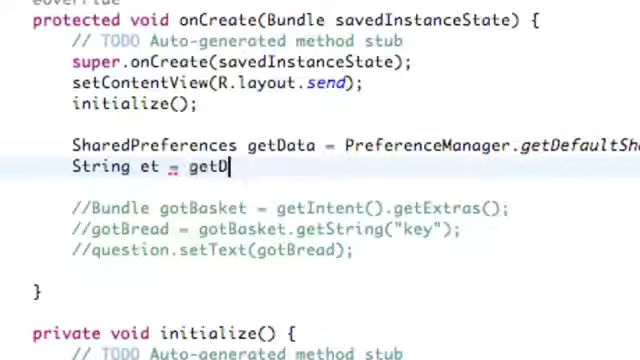 protected void onCreate(Bundle savedInstanceState) {
// TODO Auto-generated method stub
super.onCreate(savedInstanceState);
setContentView(R.layout.send);
initialize();
SharedPreferences getData = PreferenceManager.getDefaultSh
String et = getD
//Bundle gotBasket = getIntent().getExtras();
//gotBread = gotBasket.getString("key");
//question.setText(gotBread);
}
private void initialize() {
// TODO Auto-generated method stub